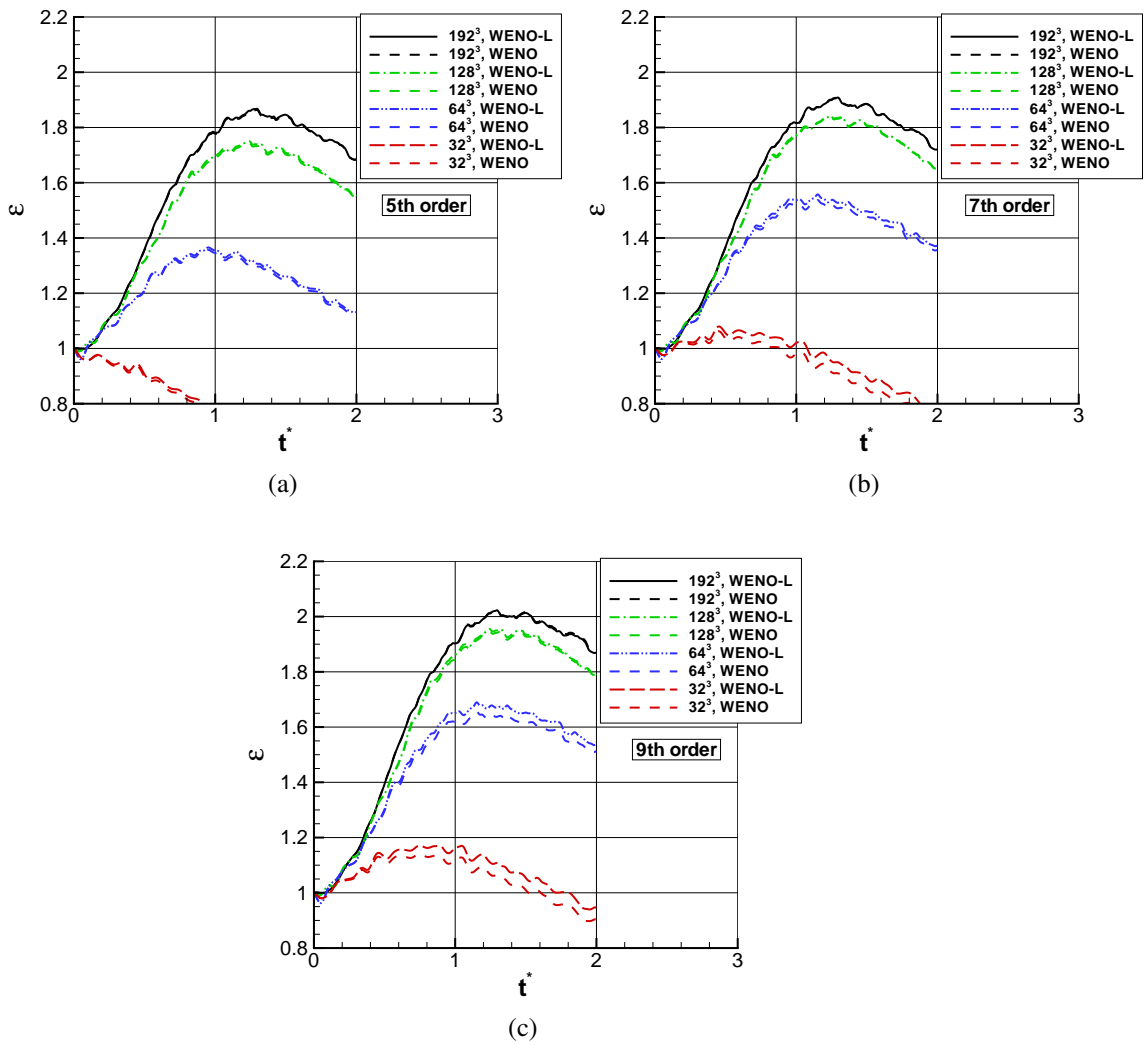 2.2
2
1.8
1.6
1.4
1.2
1
0.8
ε
0 1 2 3
t*
192³, WENO-L
192³, WENO
128³, WENO-L
128³, WENO
64³, WENO-L
64³, WENO
32³, WENO-L
32³, WENO
5th order
(a)
2.2
2
1.8
1.6
1.4
1.2
1
0.8
ε
0 1 2 3
t*
192³, WENO-L
192³, WENO
128³, WENO-L
128³, WENO
64³, WENO-L
64³, WENO
32³, WENO-L
32³, WENO
7th order
(b)
2.2
2
1.8
1.6
1.4
1.2
1
0.8
ε
0 1 2 3
t*
192³, WENO-L
192³, WENO
128³, WENO-L
128³, WENO
64³, WENO-L
64³, WENO
32³, WENO-L
32³, WENO
9th order
(c)